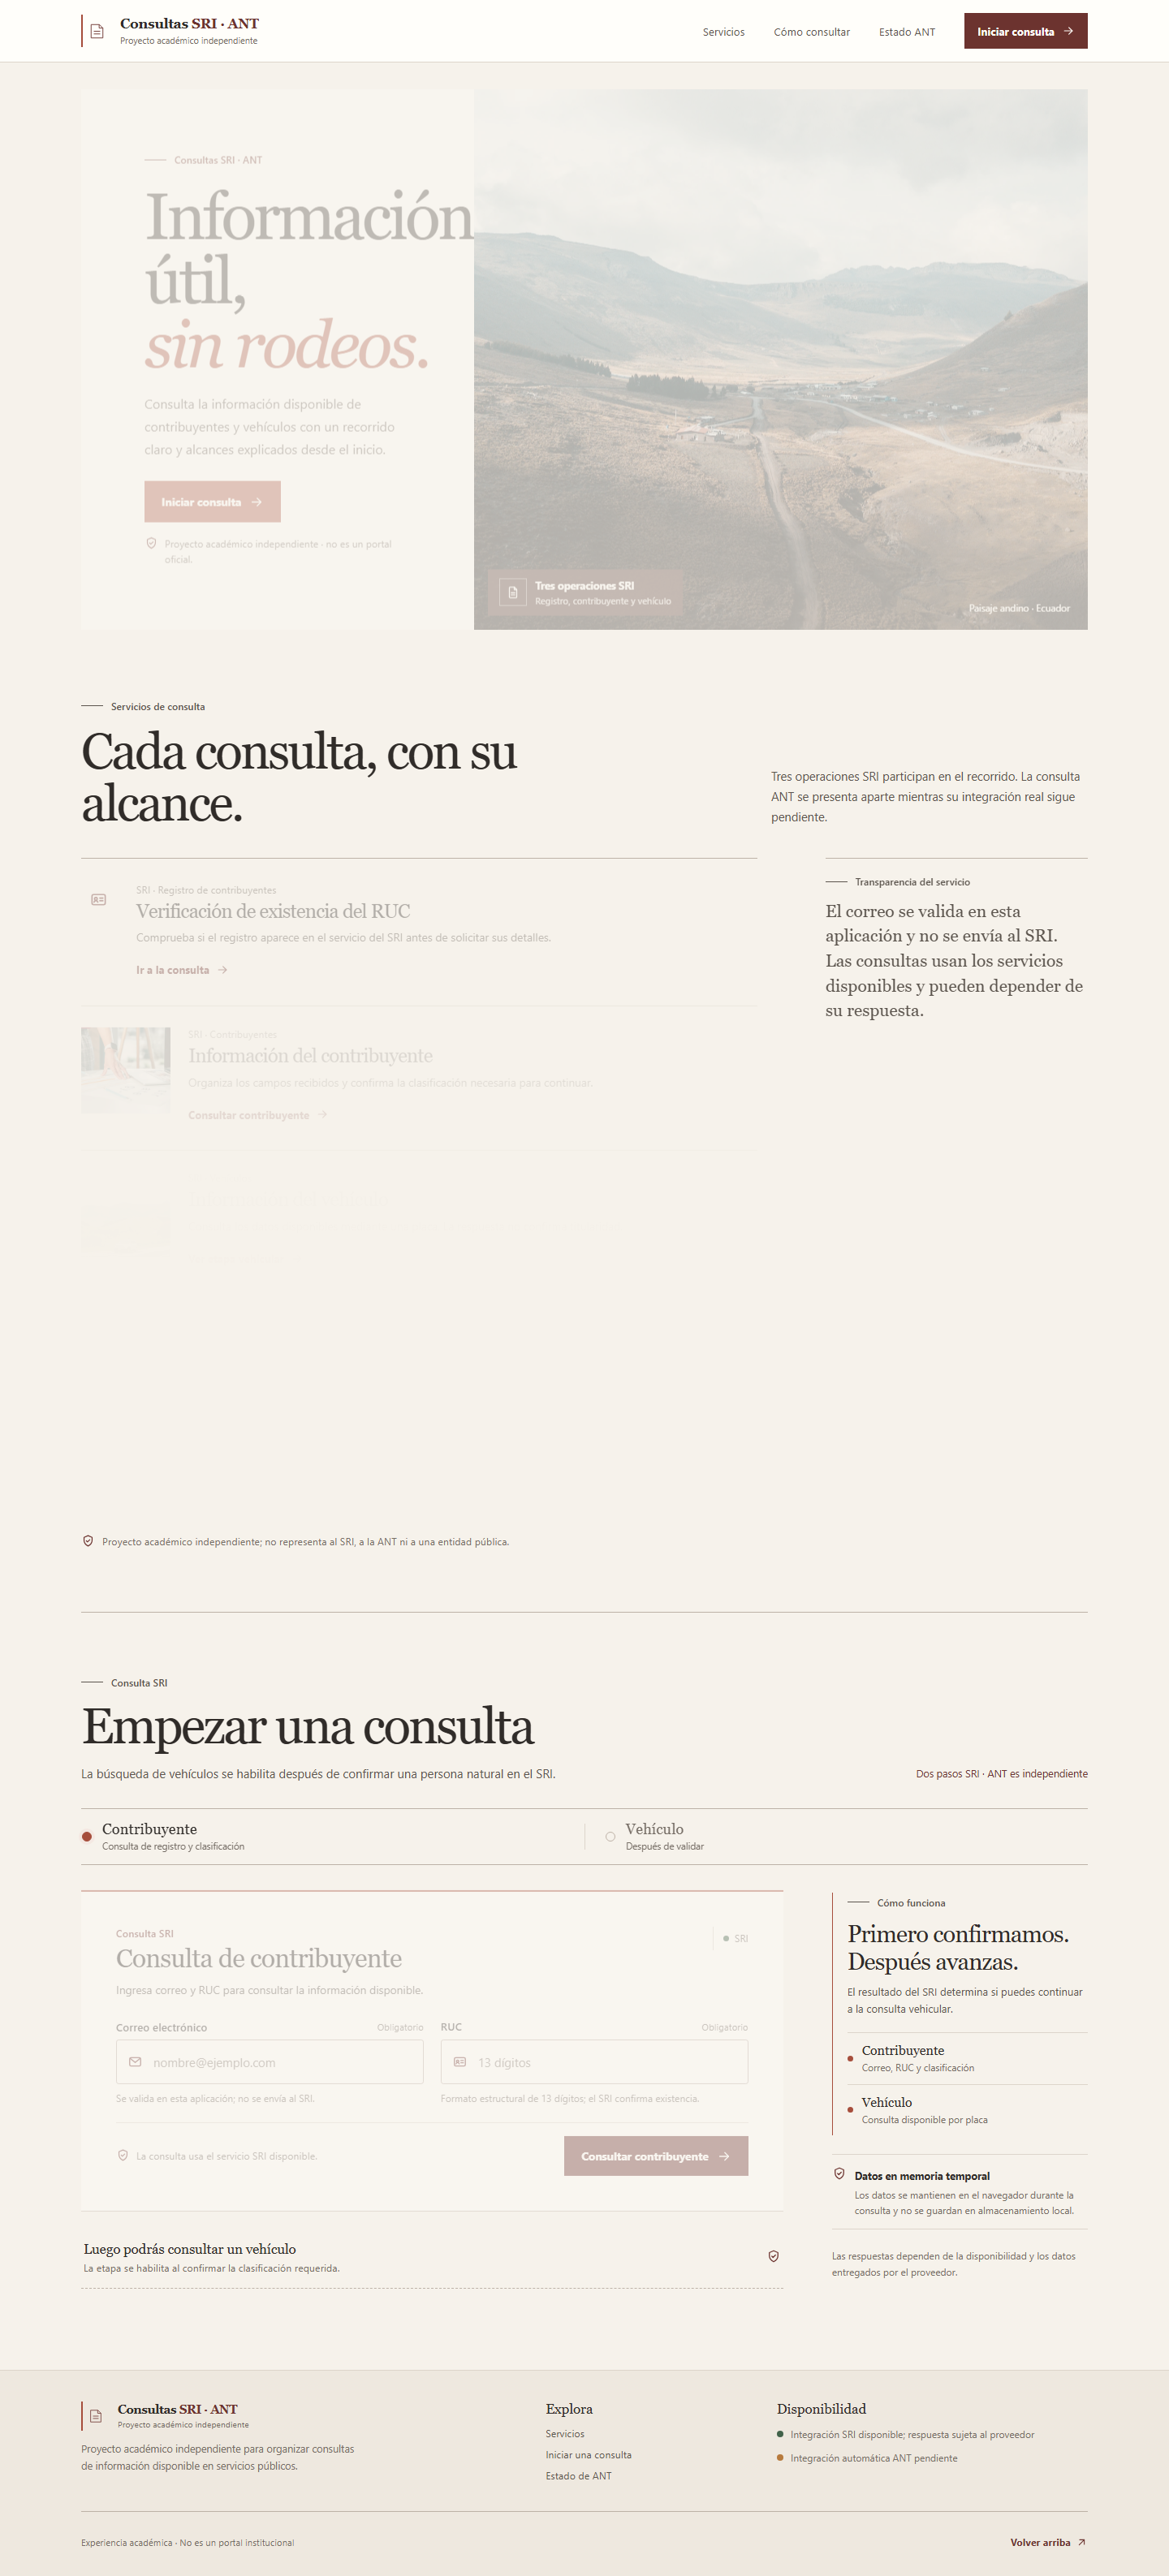 Consultas SRI · ANT
Proyecto académico independiente
Servicios
Cómo consultar
Estado ANT
Iniciar consulta
Consultas SRI · ANT
Información
útil,
sin rodeos.
Consulta la información disponible de
contribuyentes y vehículos con un recorrido
claro y alcances explicados desde el inicio.
Iniciar consulta
Proyecto académico independiente · no es un portal
oficial.
Tres operaciones SRI
Registro, contribuyente y vehículo
Paisaje andino · Ecuador
Servicios de consulta
Cada consulta, con su
alcance.
Tres operaciones SRI participan en el recorrido. La consulta
ANT se presenta aparte mientras su integración real sigue
pendiente.
SRI · Registro de contribuyentes
Verificación de existencia del RUC
Comprueba si el registro aparece en el servicio del SRI antes de solicitar sus detalles.
Ir a la consulta
SRI · Contribuyentes
Información del contribuyente
Organiza los campos recibidos y confirma la clasificación necesaria para continuar.
Consultar contribuyente
Transparencia del servicio
El correo se valida en esta
aplicación y no se envía al SRI.
Las consultas usan los servicios
disponibles y pueden depender de
su respuesta.
Proyecto académico independiente; no representa al SRI, a la ANT ni a una entidad pública.
Consulta SRI
Empezar una consulta
La búsqueda de vehículos se habilita después de confirmar una persona natural en el SRI.
Dos pasos SRI · ANT es independiente
Contribuyente
Consulta de registro y clasificación
Vehículo
Después de validar
Consulta SRI
Consulta de contribuyente
SRI
Ingresa correo y RUC para consultar la información disponible.
Correo electrónico
Obligatorio
RUC
Obligatorio
nombre@ejemplo.com
13 dígitos
Se valida en esta aplicación; no se envía al SRI.
Formato estructural de 13 dígitos; el SRI confirma existencia.
La consulta usa el servicio SRI disponible.
Consultar contribuyente
Luego podrás consultar un vehículo
La etapa se habilita al confirmar la clasificación requerida.
Cómo funciona
Primero confirmamos.
Después avanzas.
El resultado del SRI determina si puedes continuar
a la consulta vehicular.
Contribuyente
Correo, RUC y clasificación
Vehículo
Consulta disponible por placa
Datos en memoria temporal
Los datos se mantienen en el navegador durante la
consulta y no se guardan en almacenamiento local.
Las respuestas dependen de la disponibilidad y los datos
entregados por el proveedor.
Consultas SRI · ANT
Proyecto académico independiente
Proyecto académico independiente para organizar consultas
de información disponible en servicios públicos.
Explora
Servicios
Iniciar una consulta
Estado de ANT
Disponibilidad
Integración SRI disponible; respuesta sujeta al proveedor
Integración automática ANT pendiente
Experiencia académica · No es un portal institucional
Volver arriba